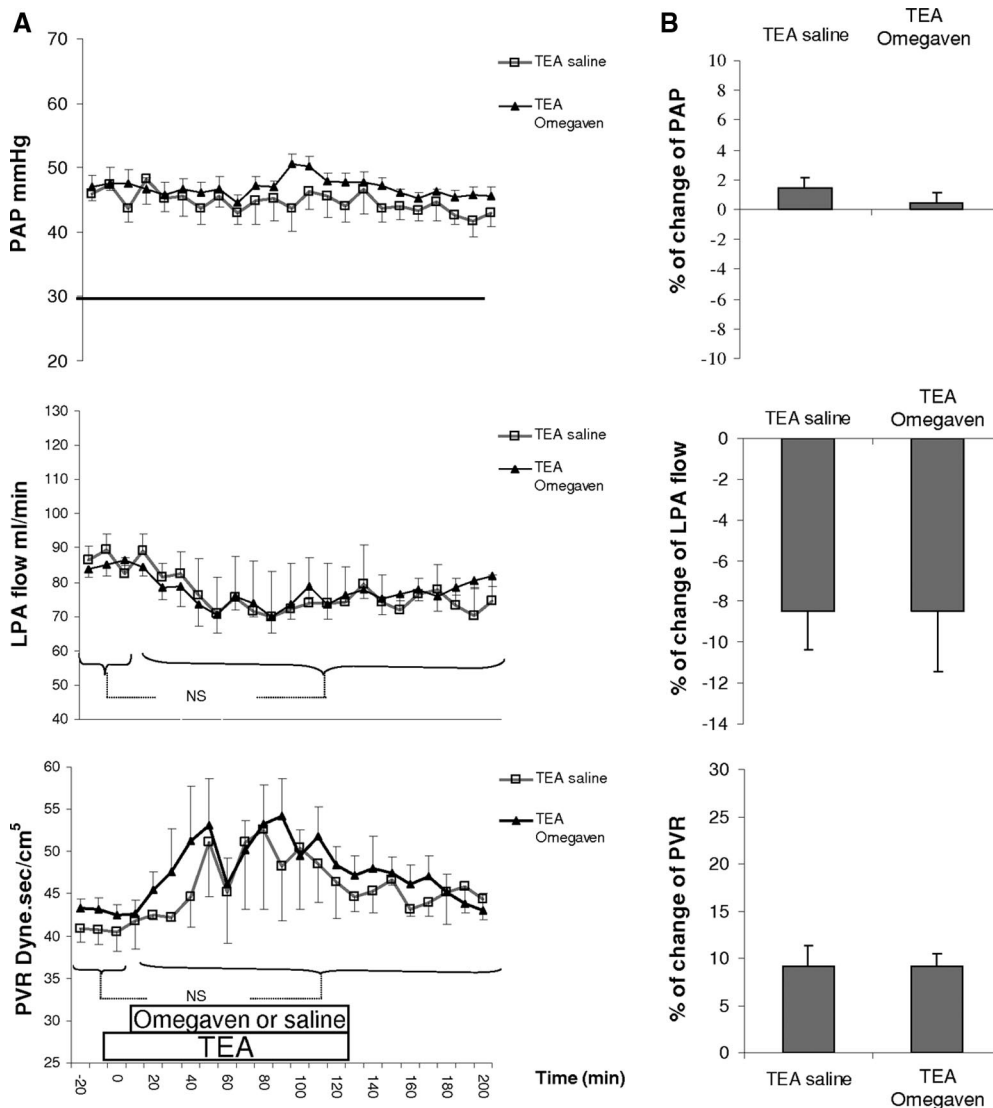 A
70
60
50
40
30
20
PAP mmHg
TEA saline
TEA
Omegaven
B
TEA saline
TEA
Omegaven
10
8
6
4
2
0
-2
-4
-6
-8
-10
% of change of PAP
130
120
110
100
90
80
70
60
50
40
LPA flow ml/min
TEA saline
TEA
Omegaven
NS
TEA saline
TEA
Omegaven
0
-2
-4
-6
-8
-10
-12
-14
% of change of LPA flow
60
55
50
45
40
35
30
25
PVR Dyne.sec/cm⁵
TEA saline
TEA
Omegaven
NS
Omegaven or saline
TEA
-20
0
20
40
60
80
100
120
140
160
180
200
Time (min)
30
25
20
15
10
5
0
% of change of PVR
TEA saline
TEA
Omegaven